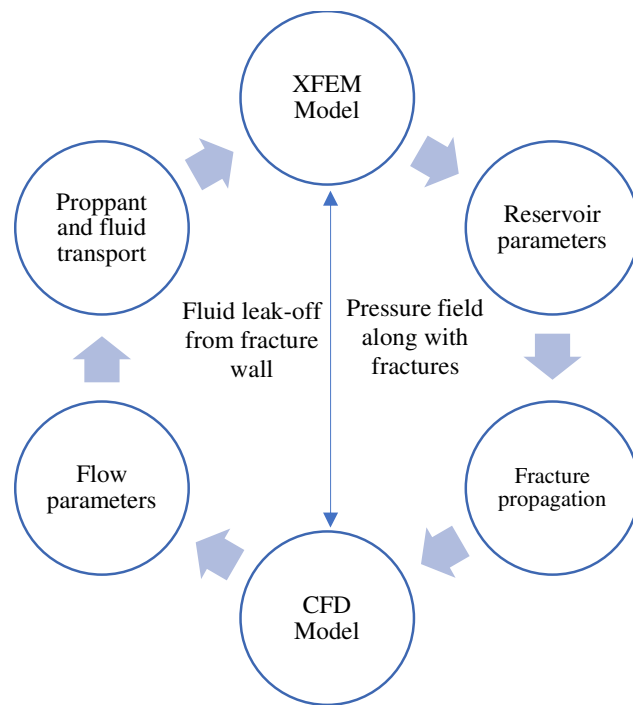 XFEM
Model
Proppant
and fluid
transport
Reservoir
parameters
Fluid leak-off
from fracture
wall
Pressure field
along with
fractures
Flow
parameters
Fracture
propagation
CFD
Model